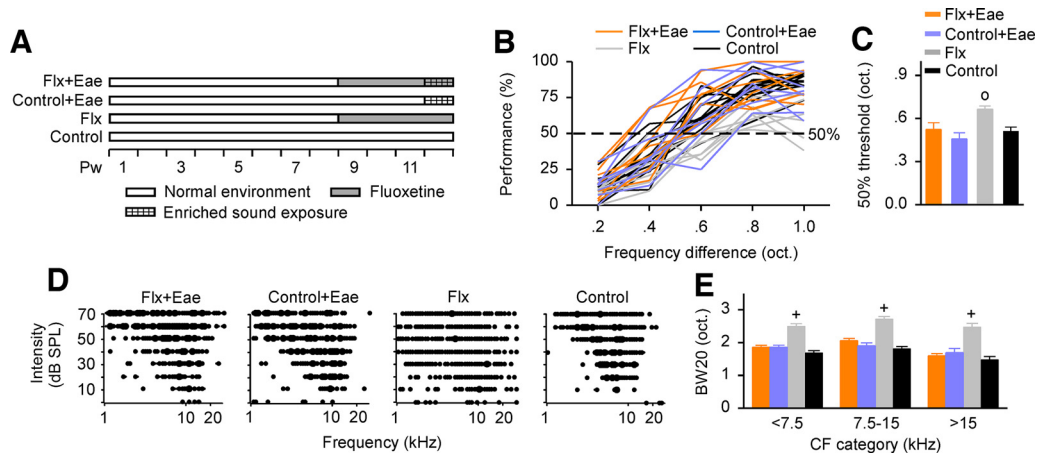 A
Flx+Eae
Control+Eae
Flx
Control
Pw 1 3 5 7 9 11
Normal environment Fluoxetine
Enriched sound exposure
B
Flx+Eae Control+Eae
Flx Control
Performance (%)
100
75
50
25
0
50%
.2 .4 .6 .8 1.0
Frequency difference (oct.)
C
Flx+Eae
Control+Eae
Flx
Control
50% threshold (oct.)
.9
.6
.3
0.0
o
D
Flx+Eae Control+Eae Flx Control
Intensity
(dB SPL)
70
50
30
10
1 10 20 1 10 20 1 10 20 1 10 20
Frequency (kHz)
E
BW20 (oct.)
3
2
1
0
+ + +
<7.5 7.5-15 >15
CF category (kHz)